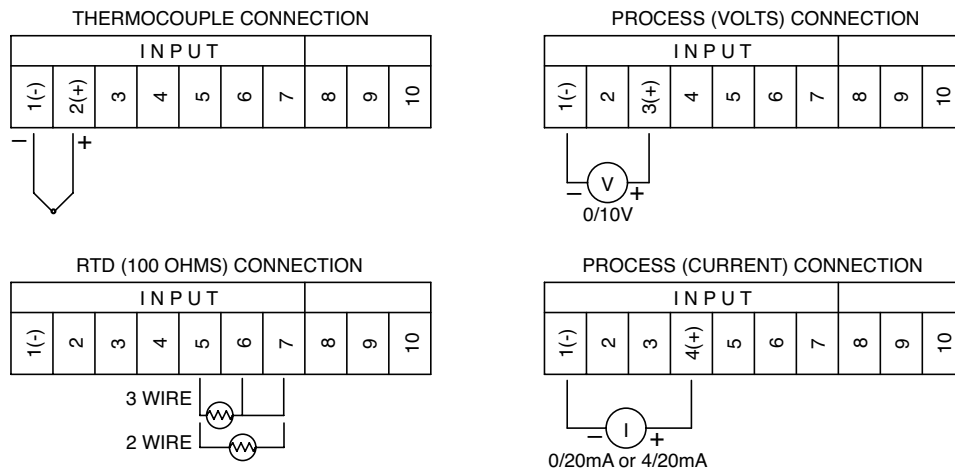 THERMOCOUPLE CONNECTION
INPUT
1(-) 2(+) 3 4 5 6 7 8 9 10
− +
PROCESS (VOLTS) CONNECTION
INPUT
1(-) 2 3(+) 4 5 6 7 8 9 10
− V +
0/10V
RTD (100 OHMS) CONNECTION
INPUT
1(-) 2 3 4 5 6 7 8 9 10
3 WIRE
2 WIRE
PROCESS (CURRENT) CONNECTION
INPUT
1(-) 2 3 4(+) 5 6 7 8 9 10
− I +
0/20mA or 4/20mA